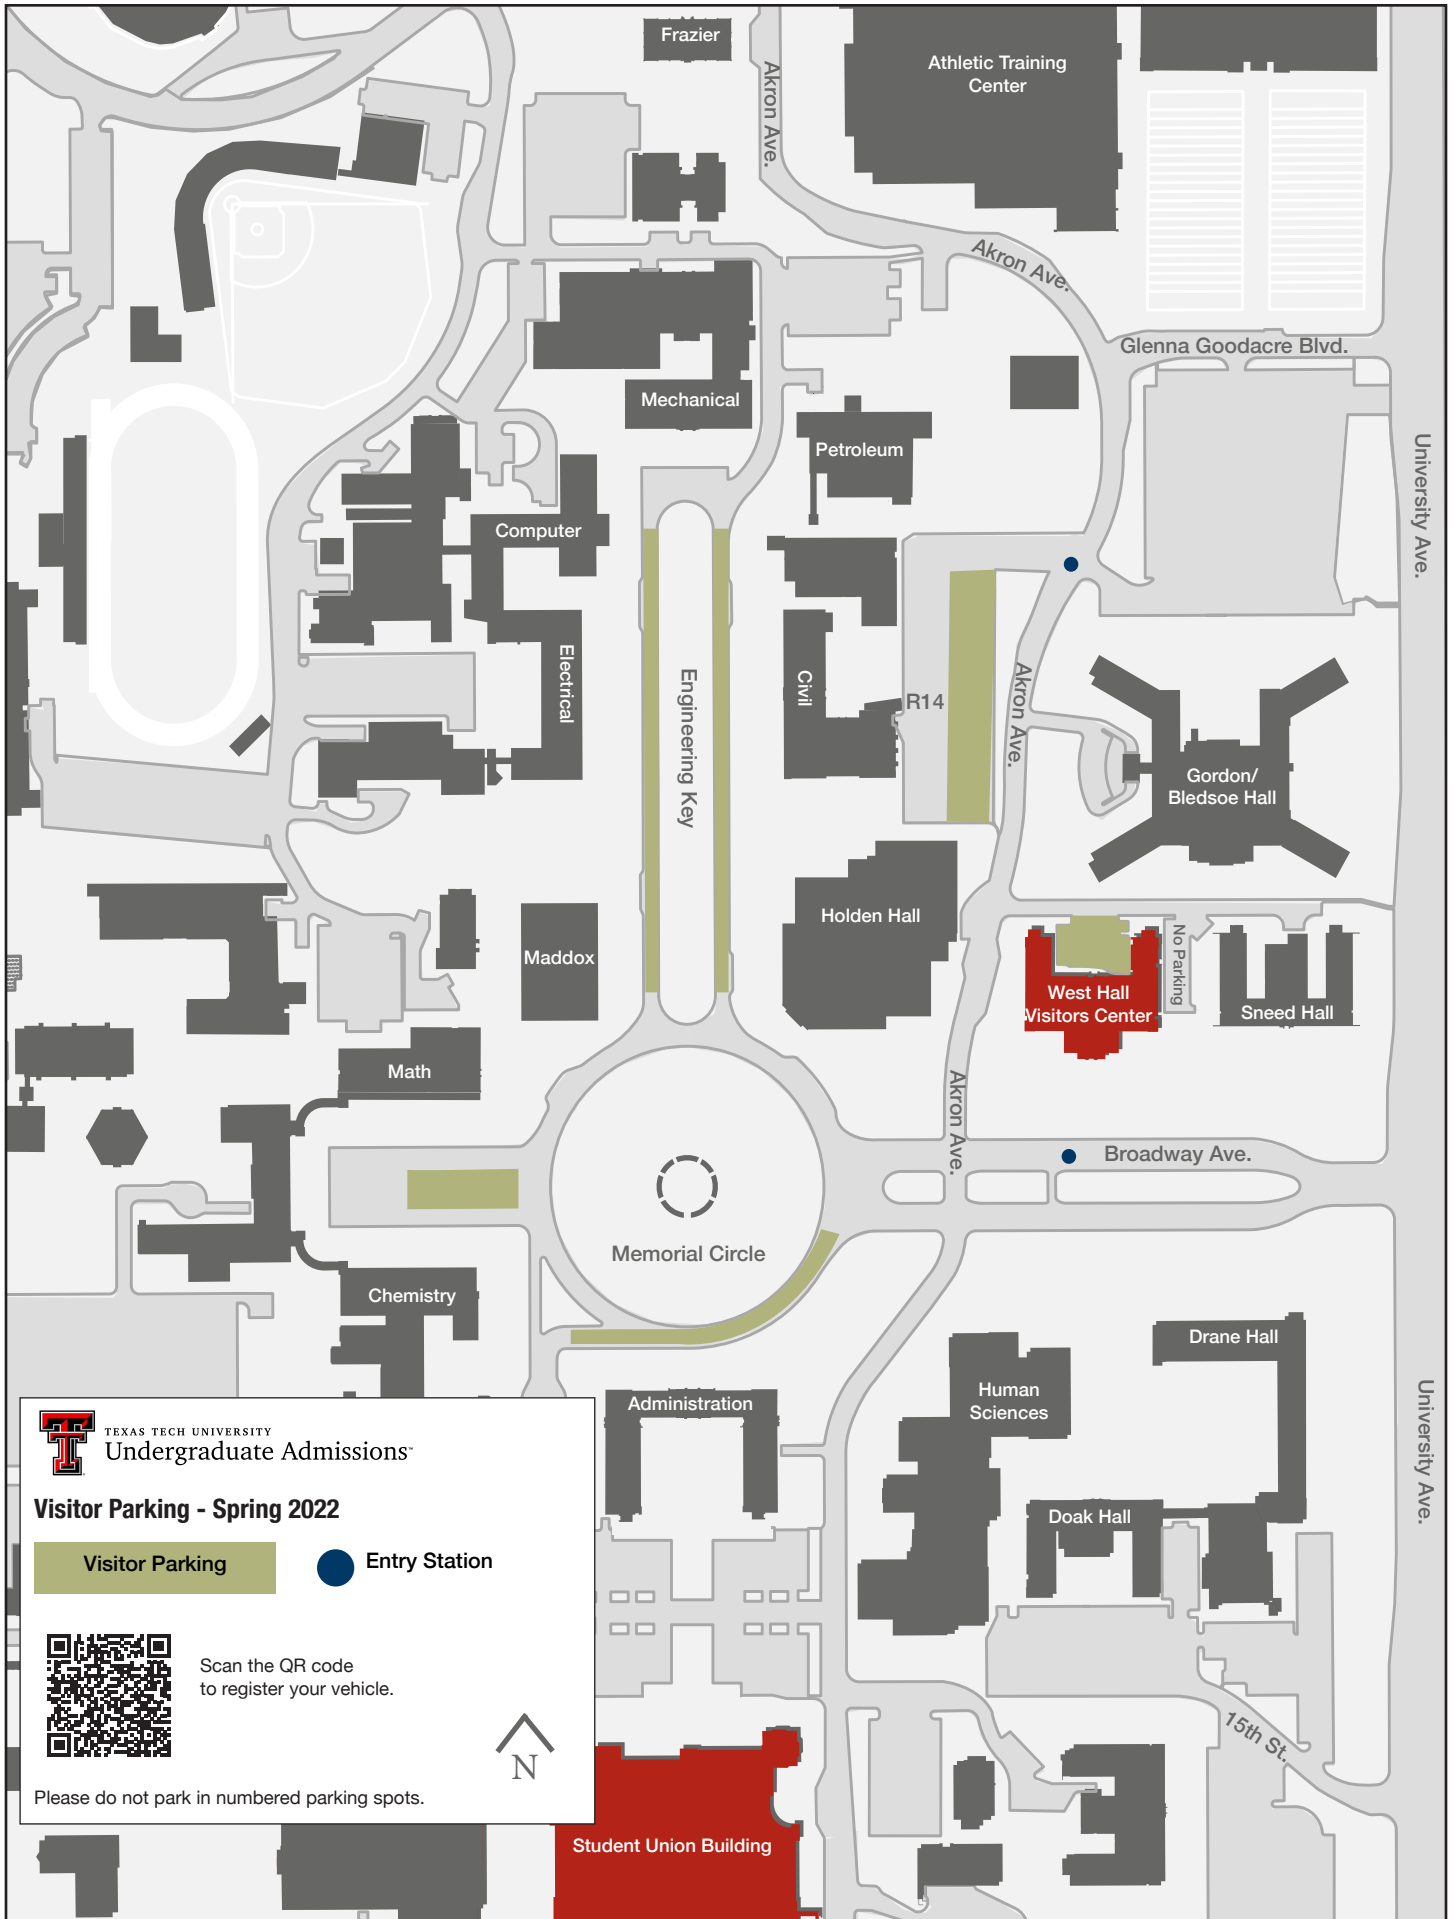 Frazier
Athletic Training
Center
Akron Ave.
Akron Ave.
Glenna Goodacre Blvd.
Mechanical
Petroleum
University Ave.
Computer
Electrical
Engineering Key
Civil
R14
Akron Ave.
Gordon/
Bledsoe Hall
Holden Hall
Maddox
No Parking
West Hall
Visitors Center
Sneed Hall
Math
Akron Ave.
Broadway Ave.
Memorial Circle
Chemistry
Drane Hall
Human
Sciences
Administration
University Ave.
TEXAS TECH UNIVERSITY
Undergraduate Admissions™
Visitor Parking - Spring 2022
Doak Hall
Visitor Parking
Entry Station
Scan the QR code
to register your vehicle.
N
15th St.
Please do not park in numbered parking spots.
Student Union Building